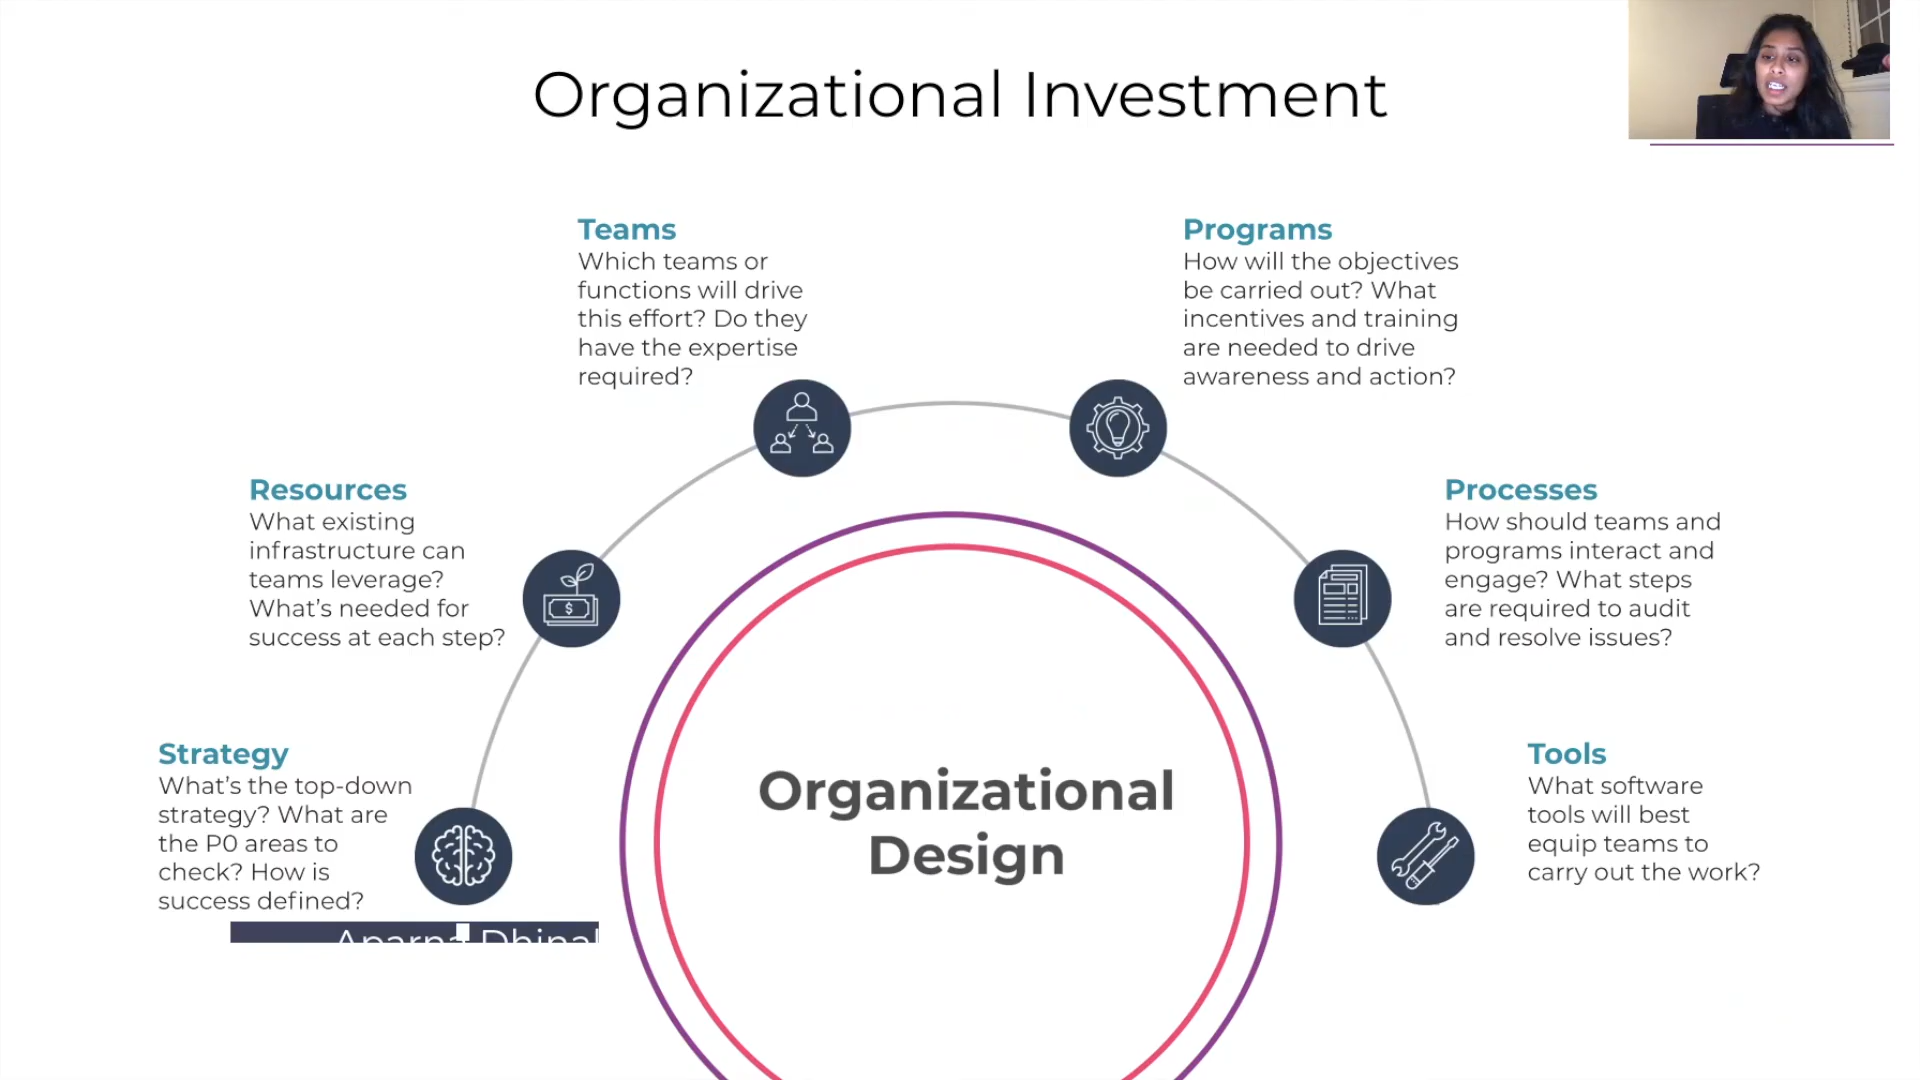 Organizational Investment
Teams
Which teams or
functions will drive
this effort? Do they
have the expertise
required?
Programs
How will the objectives
be carried out? What
incentives and training
are needed to drive
awareness and action?
Resources
What existing
infrastructure can
teams leverage?
What's needed for
success at each step?
$
Processes
How should teams and
programs interact and
engage? What steps
are required to audit
and resolve issues?
Strategy
What's the top-down
strategy? What are
the P0 areas to
check? How is
success defined?
Organizational
Design
Tools
What software
tools will best
equip teams to
carry out the work?
Aparna